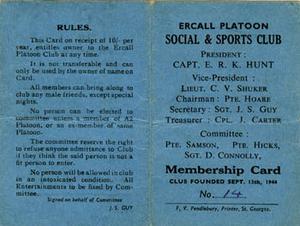 RULES.
This Card on receipt of 10/- per
year, entitles owner to the Ercall
Platoon Club at any time.
It is not transferable and can
only be used by the owner of name on
Card.
All members can bring along to
club any male friends, except special
nights.
No person can be elected to
committee unless a member of A2
Platoon, or an ex-member of same
Platoon.
The committee reserve the right
to refuse anyone admittance to Club
if they think the said person is not a
fit person to enter.
No person will be allowed in club
in an intoxicated condition. All
Entertainments to be fixed by Com-
mittee.
Signed on behalf of Committee
J. S. GUY
ERCALL PLATOON
SOCIAL & SPORTS CLUB
PRESIDENT :
CAPT. E. R. K. HUNT
Vice-President :
LIEUT. C. V. SHUKER
Chairman : PTE. HOARE
Secretary : SGT. J. S. GUY
Treasurer : CPL. J. CARTER
Committee :
PTE. SAMSON, PTE. HICKS,
SGT. D. CONNOLLY,
Membership Card
CLUB FOUNDED SEPT. 13th, 1944
No. 14
F. V. Pendlebury, Printer, St. Georges.